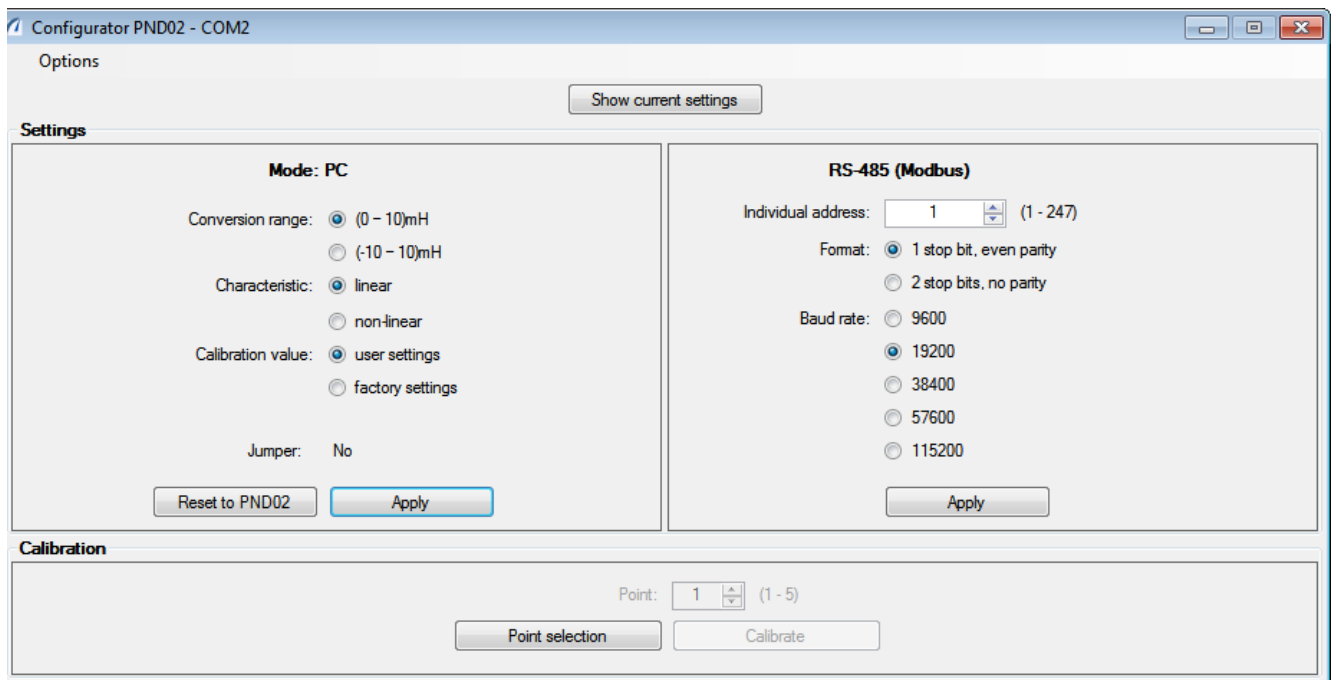 Configurator PND02 - COM2
Options
Show current settings
Settings
Mode: PC
Conversion range: (0 – 10)mH
(-10 – 10)mH
Characteristic: linear
non-linear
Calibration value: user settings
factory settings
Jumper: No
Reset to PND02 Apply
RS-485 (Modbus)
Individual address: 1 (1 - 247)
Format: 1 stop bit, even parity
2 stop bits, no parity
Baud rate: 9600
19200
38400
57600
115200
Apply
Calibration
Point: 1 (1 - 5)
Point selection Calibrate